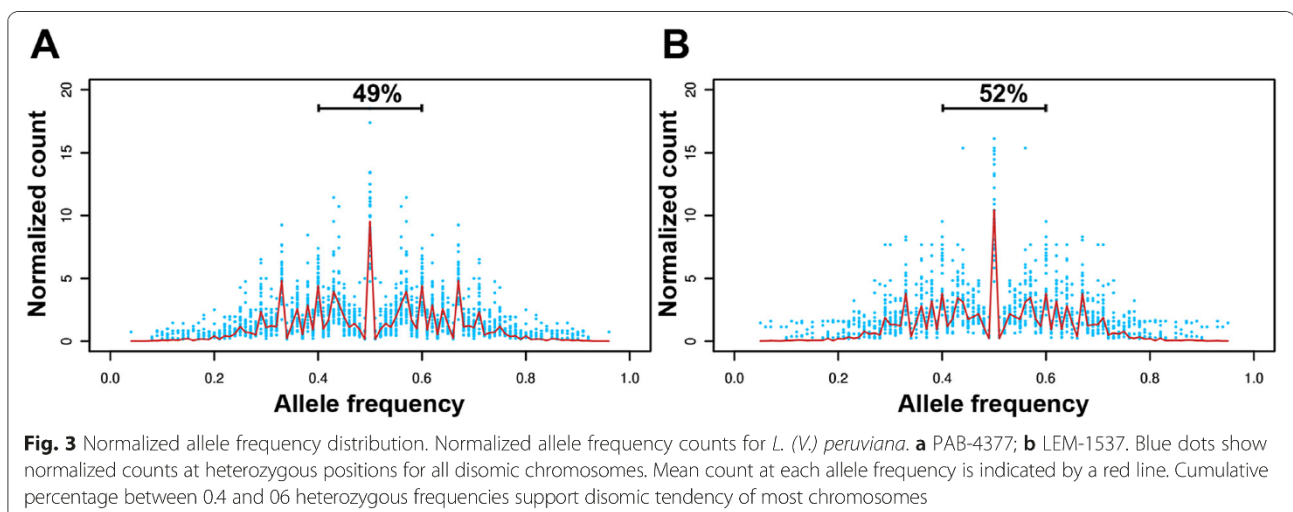 A
B
49%
52%
Normalized count
0 5 10 15 20
0.0 0.2 0.4 0.6 0.8 1.0
Allele frequency
Normalized count
0 5 10 15 20
0.0 0.2 0.4 0.6 0.8 1.0
Allele frequency
Fig. 3 Normalized allele frequency distribution. Normalized allele frequency counts for L. (V.) peruviana. a PAB-4377; b LEM-1537. Blue dots show
normalized counts at heterozygous positions for all disomic chromosomes. Mean count at each allele frequency is indicated by a red line. Cumulative
percentage between 0.4 and 06 heterozygous frequencies support disomic tendency of most chromosomes